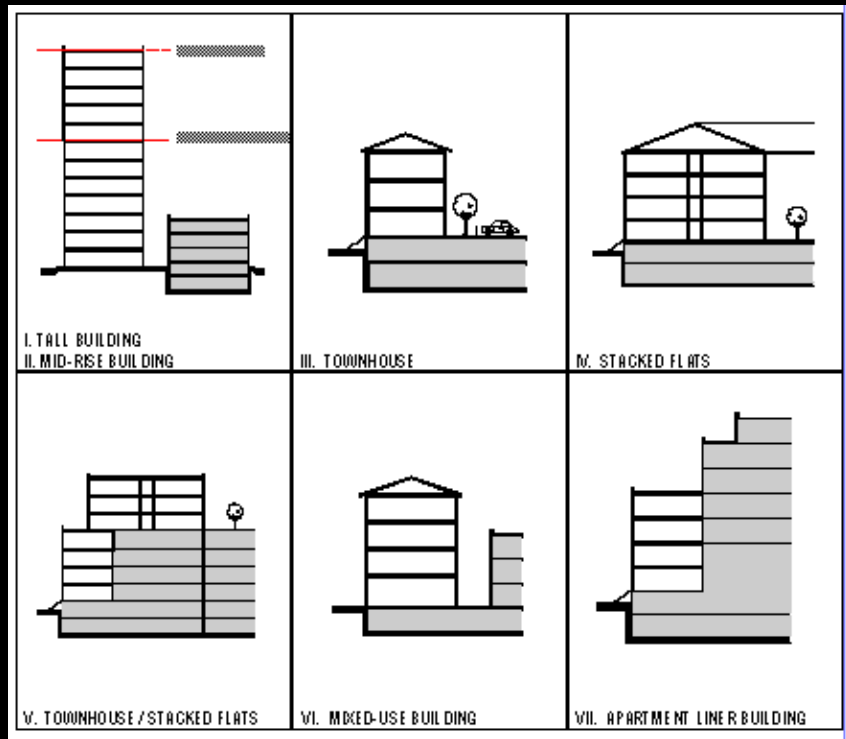 I. TALL BUILDING
II. MID-RISE BUILDING
III. TOWNHOUSE
IV. STACKED FLATS
V. TOWNHOUSE / STACKED FLATS
VI. MIXED-USE BUILDING
VII. APARTMENT LINER BUILDING